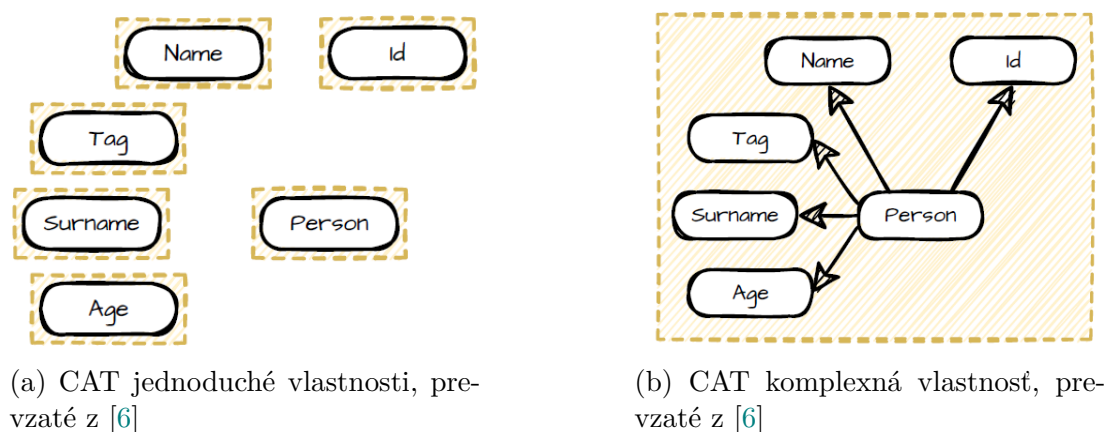 Name
Id
Tag
Surname
Person
Age
(a) CAT jednoduché vlastnosti, pre-
vzaté z [6]
Name
Id
Tag
Surname
Person
Age
(b) CAT komplexná vlastnosť, pre-
vzaté z [6]